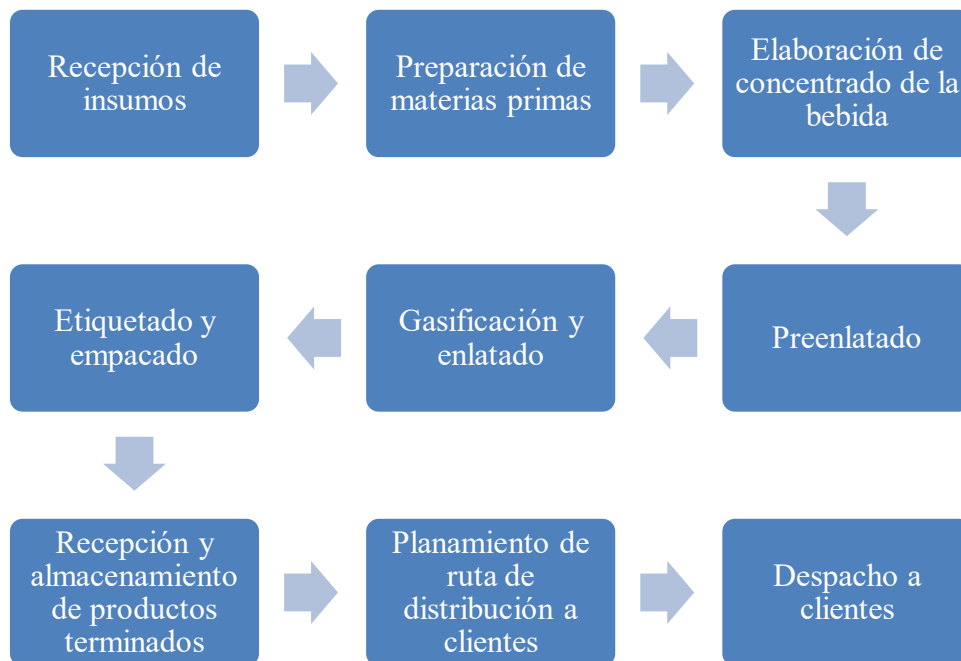 Recepción de
insumos
Preparación de
materias primas
Elaboración de
concentrado de la
bebida
Preenlatado
Gasificación y
enlatado
Etiquetado y
empacado
Recepción y
almacenamiento
de productos
terminados
Planamiento de
ruta de
distribución a
clientes
Despacho a
clientes